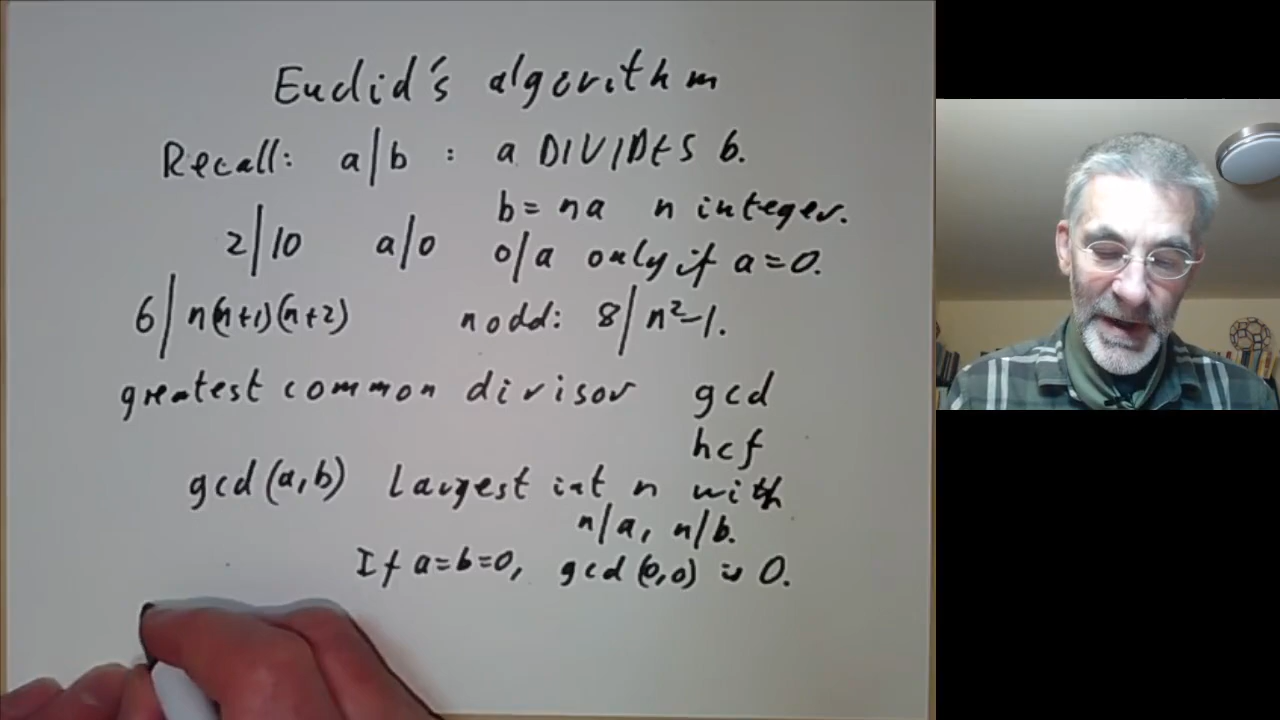 Euclid's algorithm
Recall: a|b : a DIVIDES b.
b = na n integer.
2|10 a|0 0|a only if a=0.
6|n(n+1)(n+2) n odd: 8|n²-1.
greatest common divisor gcd
hcf
gcd(a,b) largest int n with
n|a, n|b.
If a=b=0, gcd(0,0) is 0.